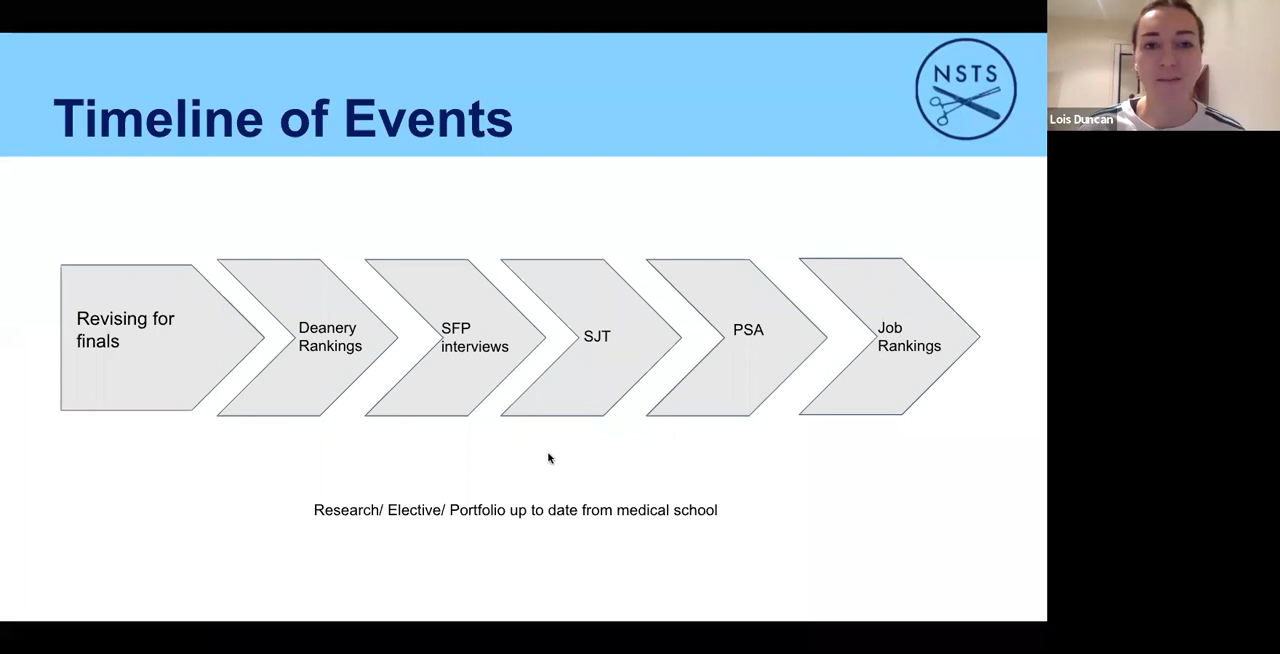 NSTS
Timeline of Events
Lois Duncan
Revising for
finals
Deanery
Rankings
SFP
interviews
SJT
PSA
Job
Rankings
Research/ Elective/ Portfolio up to date from medical school